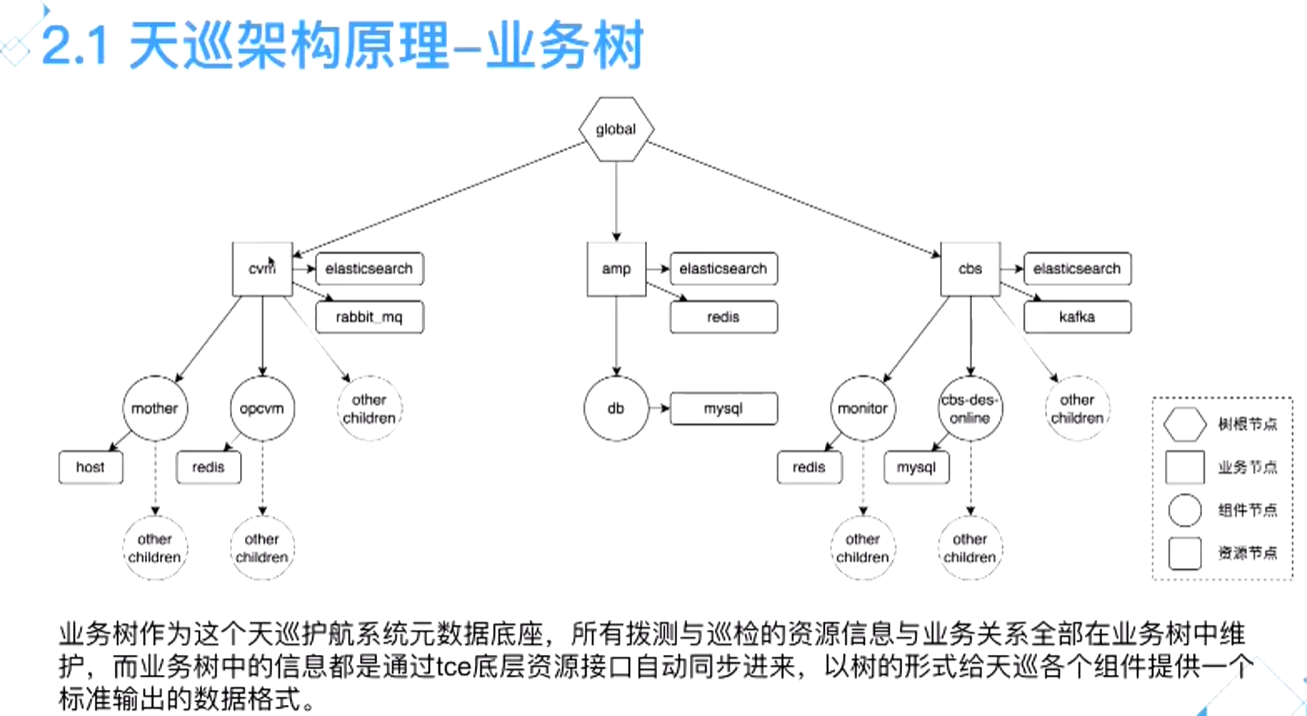 2.1 天巡架构原理–业务树
global
cvm
elasticsearch
rabbit_mq
amp
elasticsearch
redis
cbs
elasticsearch
kafka
mother
opcvm
other
children
db
mysql
monitor
cbs-des-
online
other
children
host
redis
redis
mysql
other
children
other
children
other
children
other
children
树根节点
业务节点
组件节点
资源节点
业务树作为这个天巡护航系统元数据底座，所有拨测与巡检的资源信息与业务关系全部在业务树中维
护，而业务树中的信息都是通过tce底层资源接口自动同步进来，以树的形式给天巡各个组件提供一个
标准输出的数据格式。